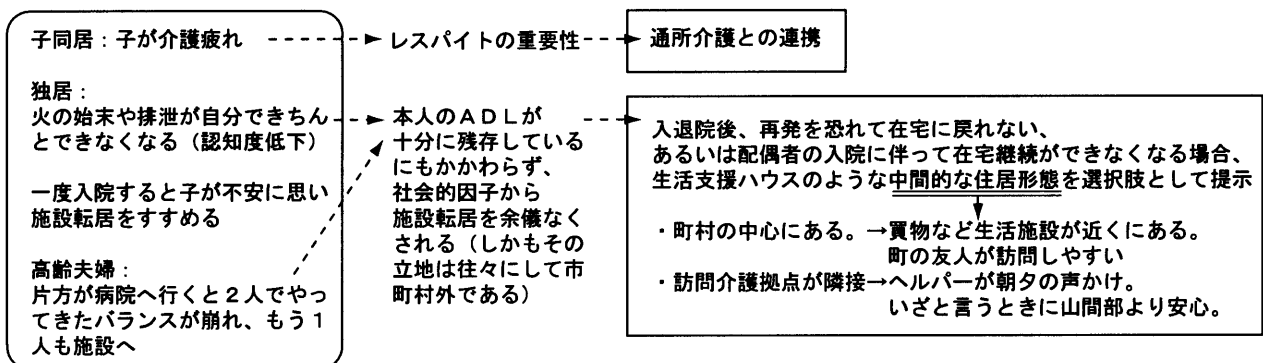 子同居：子が介護疲れ
独居：
火の始末や排泄が自分できちん
とできなくなる（認知度低下）
一度入院すると子が不安に思い
施設転居をすすめる
高齢夫婦：
片方が病院へ行くと２人でやっ
てきたバランスが崩れ、もう１
人も施設へ
レスパイトの重要性
本人のＡＤＬが
十分に残存している
にもかかわらず、
社会的因子から
施設転居を余儀なく
される（しかもその
立地は往々にして市
町村外である）
通所介護との連携
入退院後、再発を恐れて在宅に戻れない、
あるいは配偶者の入院に伴って在宅継続ができなくなる場合、
生活支援ハウスのような中間的な住居形態を選択肢として提示
・町村の中心にある。→買物など生活施設が近くにある。
町の友人が訪問しやすい
・訪問介護拠点が隣接→ヘルパーが朝夕の声かけ。
いざと言うときに山間部より安心。